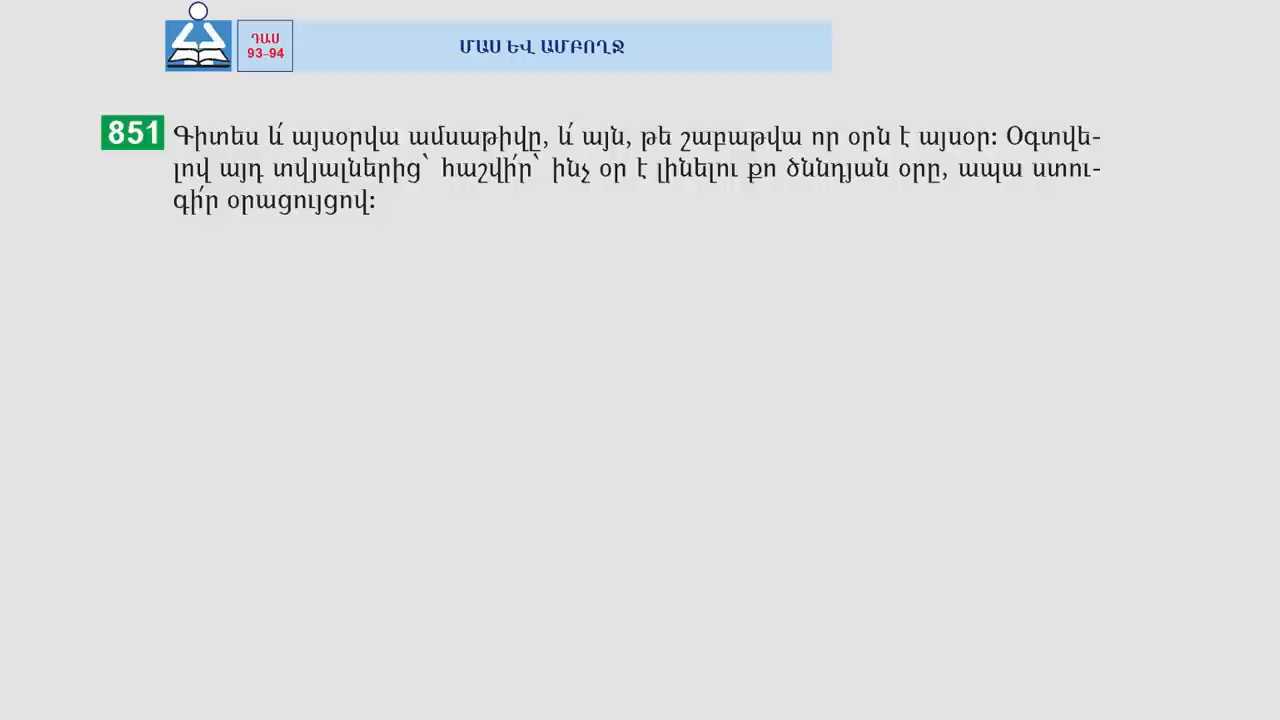 ԴԱՍ
93-94
ՄԱՍ ԵՎ ԱՄԲՈՂՋ
851 Գիտես և՛ այսօրվա ամսաթիվը, և՛ այն, թե շաբաթվա որ օրն է այսօր: Օգտվե-
լով այդ տվյալներից՝ հաշվի՛ր՝ ինչ օր է լինելու քո ծննդյան օրը, ապա ստու-
գի՛ր օրացույցով: